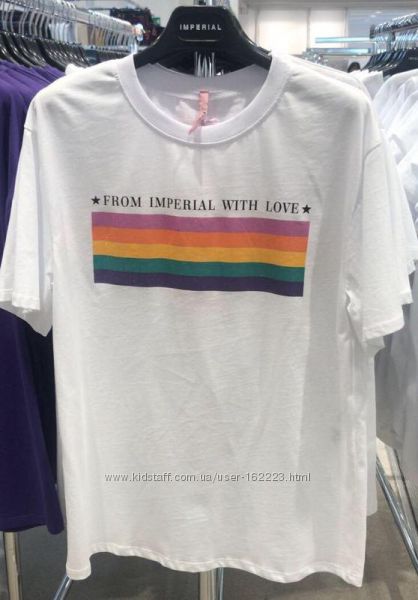 IMPERIAL
★FROM IMPERIAL WITH LOVE★
www.kidstaff.com.ua/user-162223.html